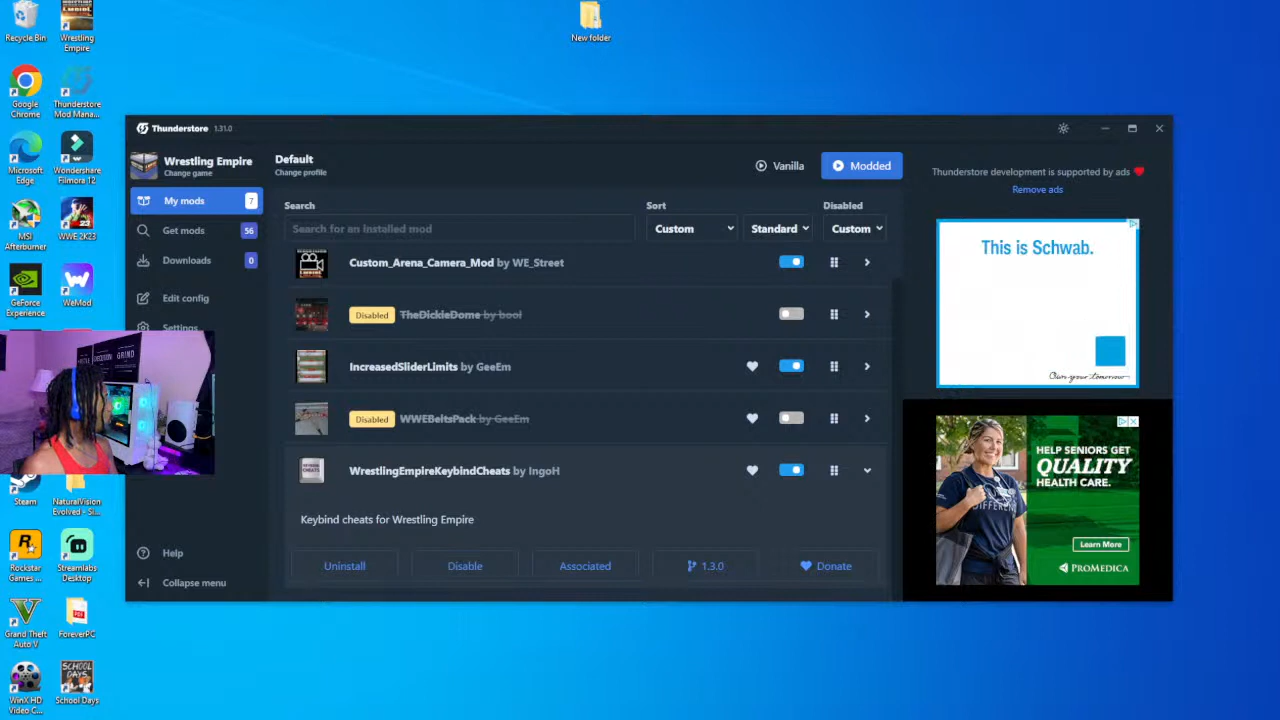 Recycle Bin
Wrestling
Empire
New folder
Google
Chrome
Thunderstore
Mod Mana...
Microsoft
Edge
Wondershare
Filmora 12
MSI
Afterburner
WWE 2K23
GeForce
Experience
WeMod
Steam
NaturalVision
Evolved - Si...
Rockstar
Games ...
Streamlabs
Desktop
Grand Theft
Auto V
ForeverPC
WinX HD
Video C...
School Days
Thunderstore 1.31.0
Wrestling Empire
Change game
Default
Change profile
Vanilla
Modded
My mods 7
Get mods 56
Downloads 0
Edit config
Settings
Help
Collapse menu
Search
Search for an installed mod
Sort
Custom
Standard
Disabled
Custom
Custom_Arena_Camera_Mod by WE_Street
Disabled TheDickieDome by bool
IncreasedSliderLimits by GeeEm
Disabled WWEBeltsPack by GeeEm
WrestlingEmpireKeybindCheats by IngoH
Keybind cheats for Wrestling Empire
Uninstall
Disable
Associated
1.3.0
Donate
Thunderstore development is supported by ads
Remove ads
This is Schwab.
Own your tomorrow
HELP SENIORS GET
QUALITY
HEALTH CARE.
Learn More
PROMEDICA